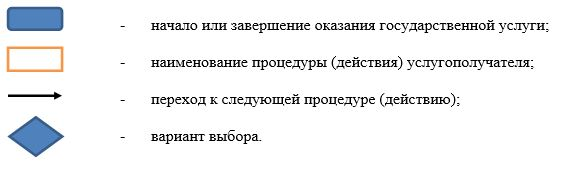 - начало или завершение оказания государственной услуги;
- наименование процедуры (действия) услугополучателя;
- переход к следующей процедуре (действию);
- вариант выбора.